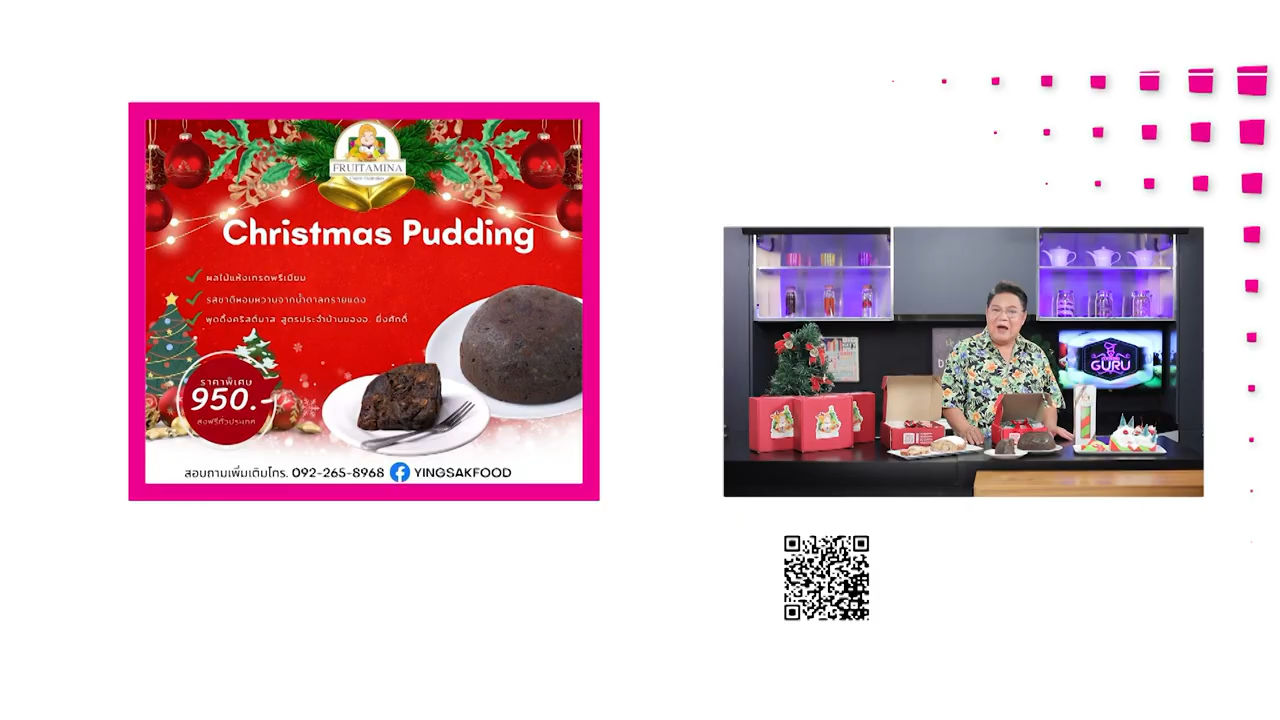 FRUITAMINA
Christmas Pudding
ผลไม้แห้งเกรดพรีเมียม
รสชาติหอมหวานจากน้ำตาลทรายแดง
พุดดิ้งคริสต์มาส สูตรประจำบ้านของอ. ยิ่งศักดิ์
ราคาพิเศษ
950.-
ส่งฟรีทั่วประเทศ
สอบถามเพิ่มเติมโทร. 092-265-8968 YINGSAKFOOD
GURU